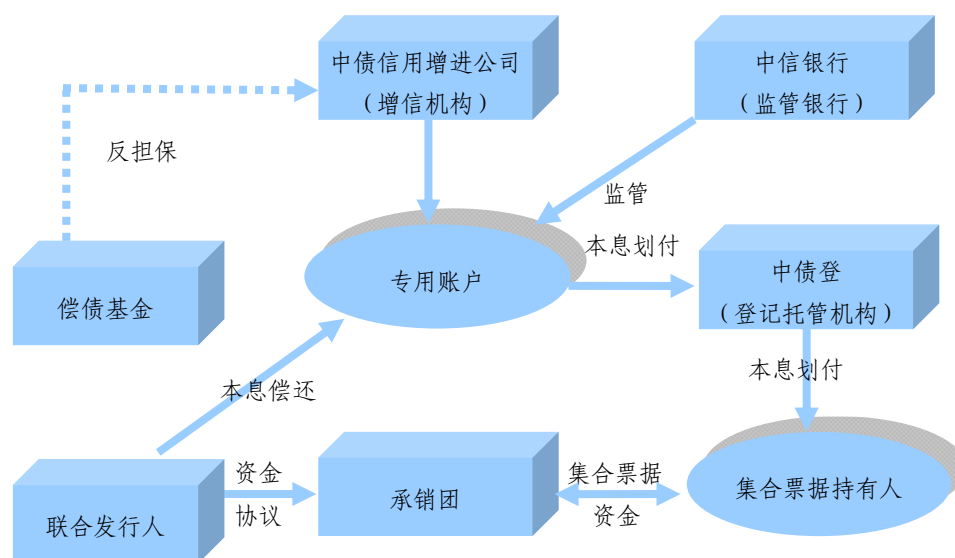 中债信用增进公司
（增信机构）
中信银行
（监管银行）
反担保
监管
本息划付
专用账户
中债登
（登记托管机构）
偿债基金
本息划付
本息偿还
资金
协议
承销团
集合票据
资金
集合票据持有人
联合发行人